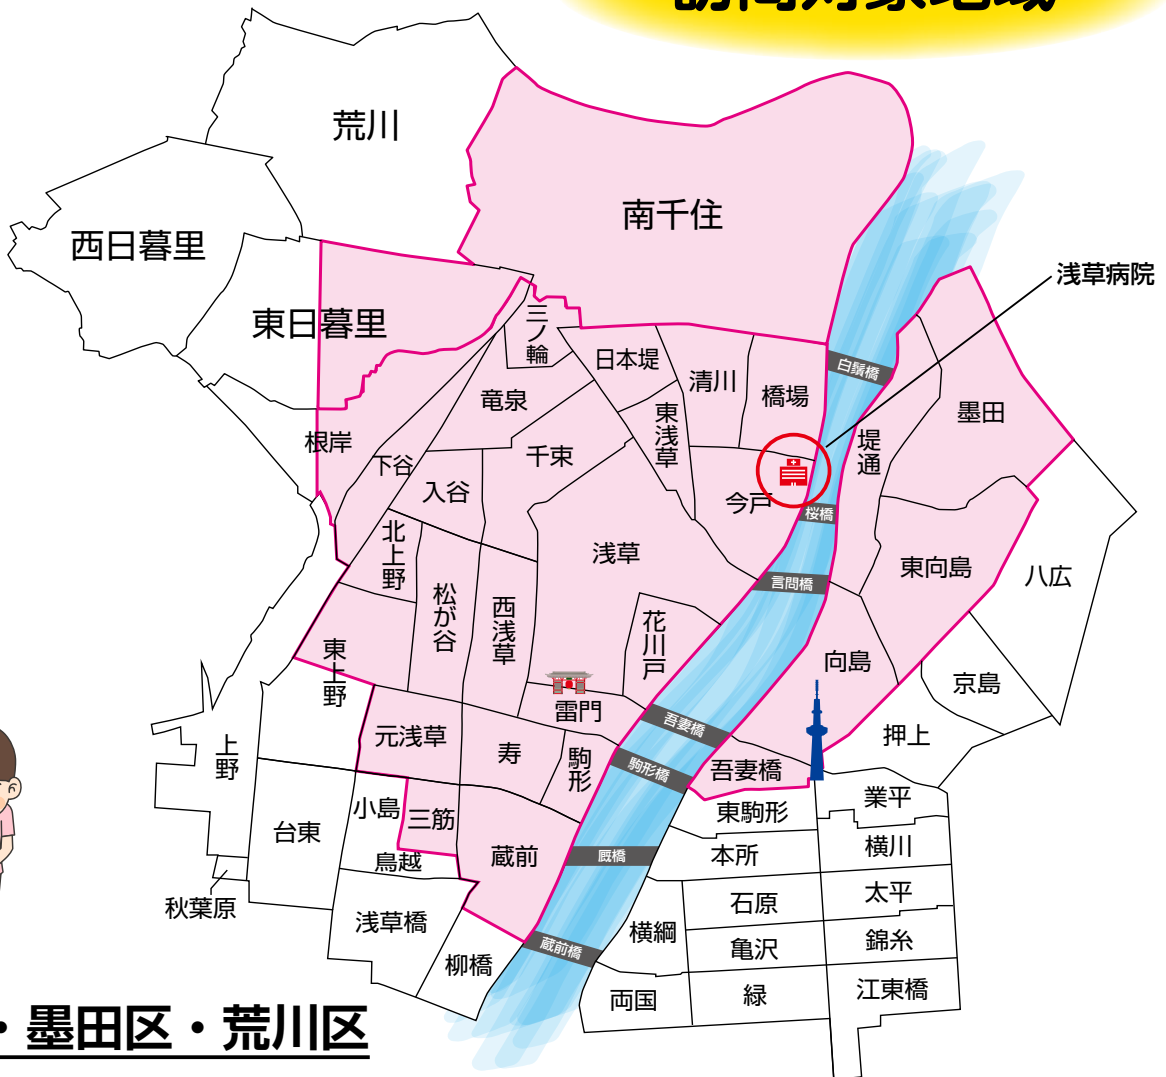 訪問対象地域
荒川
南千住
西日暮里
浅草病院
東日暮里
三ノ輪
日本堤
白鬚橋
清川
橋場
竜泉
墨田
東浅草
根岸
堤通
千束
下谷
入谷
今戸
桜橋
北上野
浅草
東向島
八広
言問橋
松が谷
西浅草
花川戸
東上野
向島
京島
雷門
吾妻橋
元浅草
押上
上野
寿
駒形
駒形橋
吾妻橋
業平
小島
東駒形
三筋
台東
横川
蔵前
厩橋
本所
鳥越
太平
石原
秋葉原
浅草橋
横網
錦糸
蔵前橋
亀沢
柳橋
江東橋
両国
緑
・墨田区・荒川区